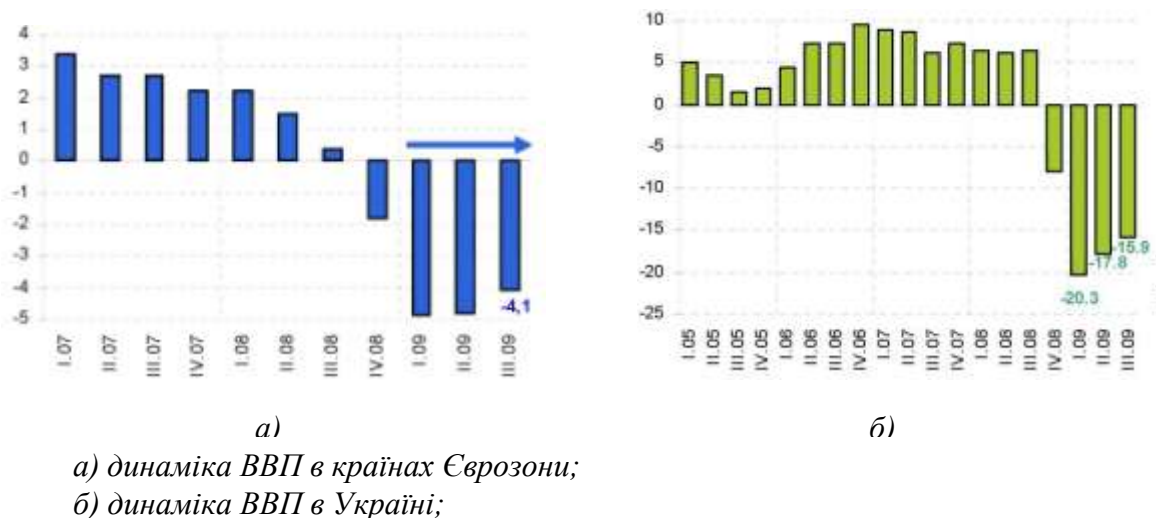 4
3
2
1
0
-1
-2
-3
-4
-5
-4,1
I.07
II.07
III.07
IV.07
I.08
II.08
III.08
IV.08
I.09
II.09
III.09
10
5
0
-5
-10
-15
-20
-25
-15.9
-17.8
-20.3
I.05
II.05
III.05
IV.05
I.06
II.06
III.06
IV.06
I.07
II.07
III.07
IV.07
I.08
II.08
III.08
IV.08
I.09
II.09
III.09
а) б)
а) динаміка ВВП в країнах Єврозони;
б) динаміка ВВП в Україні;